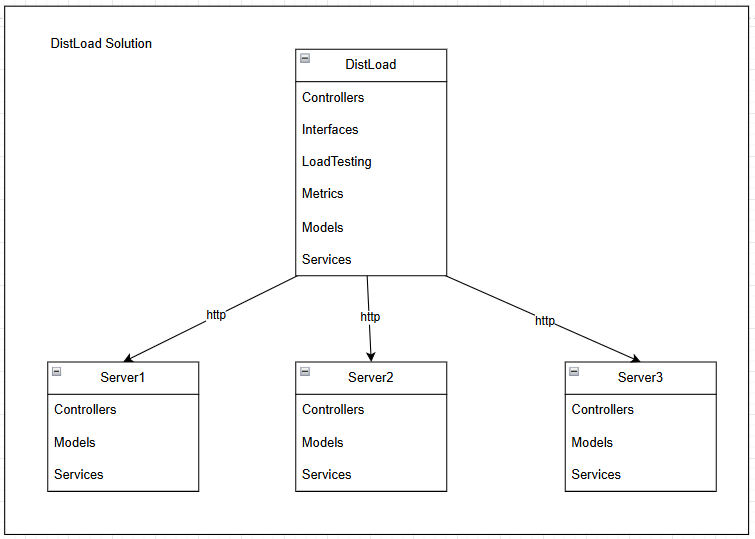 DistLoad Solution
DistLoad
Controllers
Interfaces
LoadTesting
Metrics
Models
Services
http
http
http
Server1
Controllers
Models
Services
Server2
Controllers
Models
Services
Server3
Controllers
Models
Services